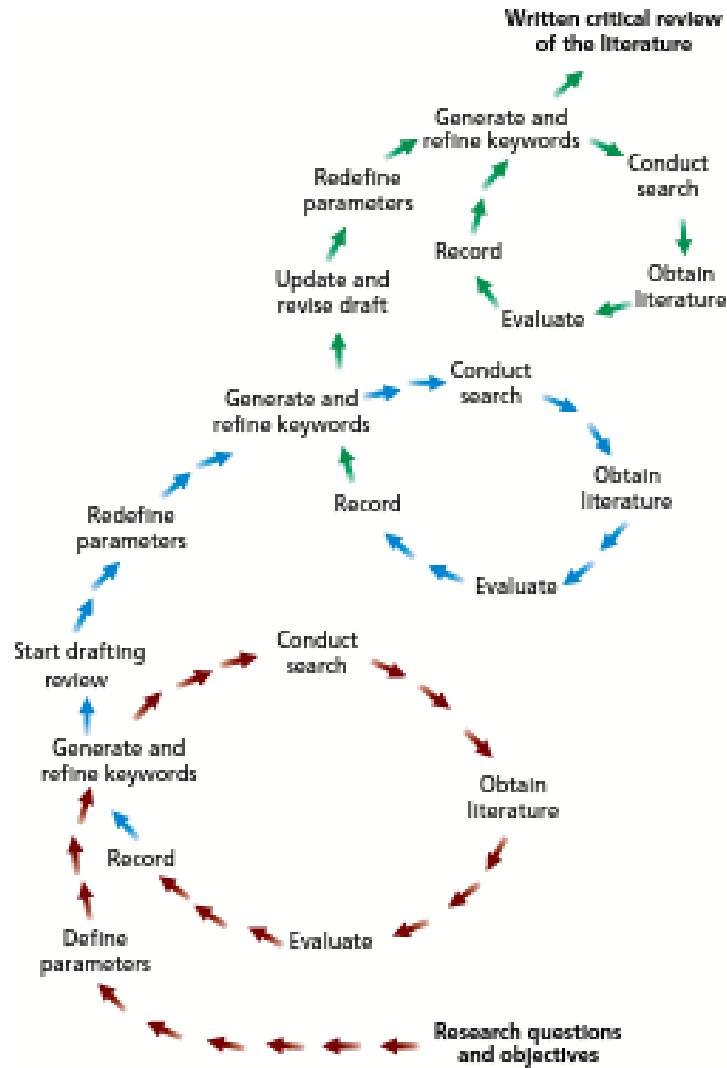 Written critical review
of the literature
Generate and
refine keywords
Conduct
search
Redefine
parameters
Record
Obtain
literature
Update and
revise draft
Evaluate
Conduct
search
Generate and
refine keywords
Obtain
literature
Record
Redefine
parameters
Evaluate
Conduct
search
Start drafting
review
Generate and
refine keywords
Obtain
literature
Record
Evaluate
Define
parameters
Research questions
and objectives